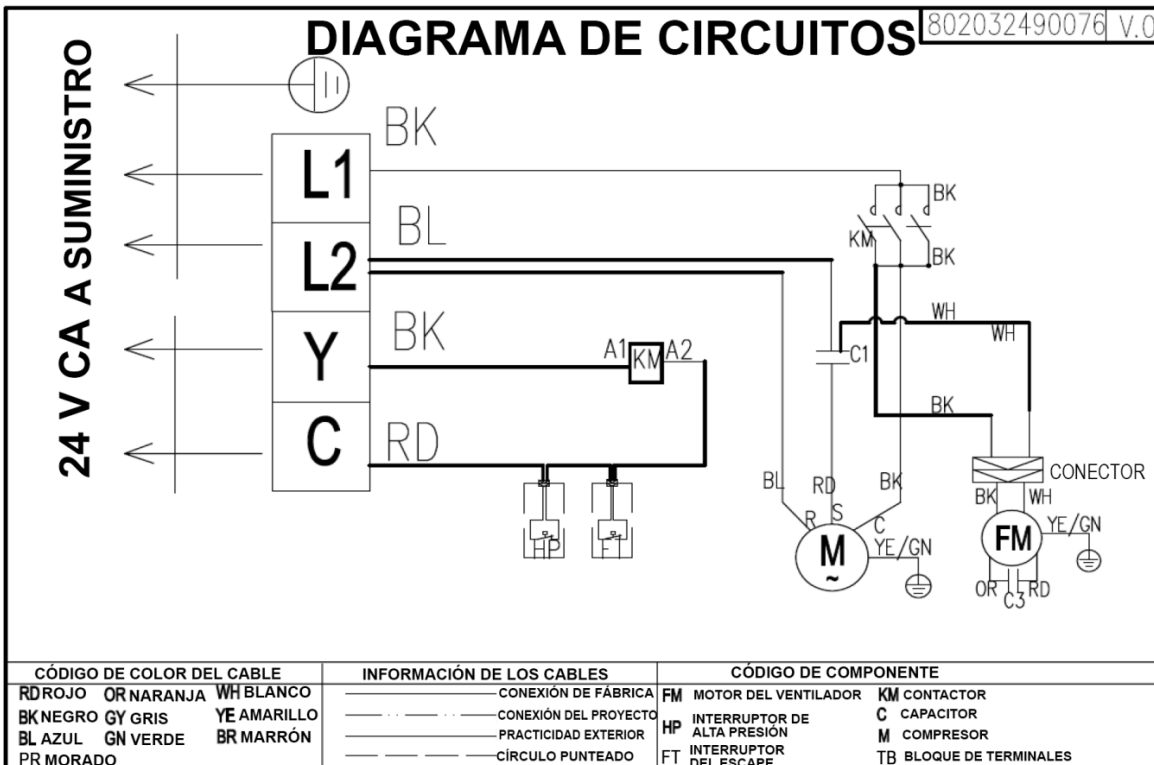 DIAGRAMA DE CIRCUITOS
802032490076 V.0
24 V CA A SUMINISTRO
L1
BK
L2
BL
Y
BK
C
RD
A1
KM
A2
HP
FT
BK
KM
BK
WH
WH
C1
BK
BL
RD
BK
R
S
C
M
~
YE/GN
CONECTOR
BK
WH
FM
YE/GN
OR
C3
RD
CÓDIGO DE COLOR DEL CABLE
RD ROJO OR NARANJA WH BLANCO
BK NEGRO GY GRIS YE AMARILLO
BL AZUL GN VERDE BR MARRÓN
PR MORADO
INFORMACIÓN DE LOS CABLES
CONEXIÓN DE FÁBRICA
CONEXIÓN DEL PROYECTO
PRACTICIDAD EXTERIOR
CÍRCULO PUNTEADO
CÓDIGO DE COMPONENTE
FM MOTOR DEL VENTILADOR
HP INTERRUPTOR DE
ALTA PRESIÓN
FT INTERRUPTOR
DEL ESCAPE
KM CONTACTOR
C CAPACITOR
M COMPRESOR
TB BLOQUE DE TERMINALES